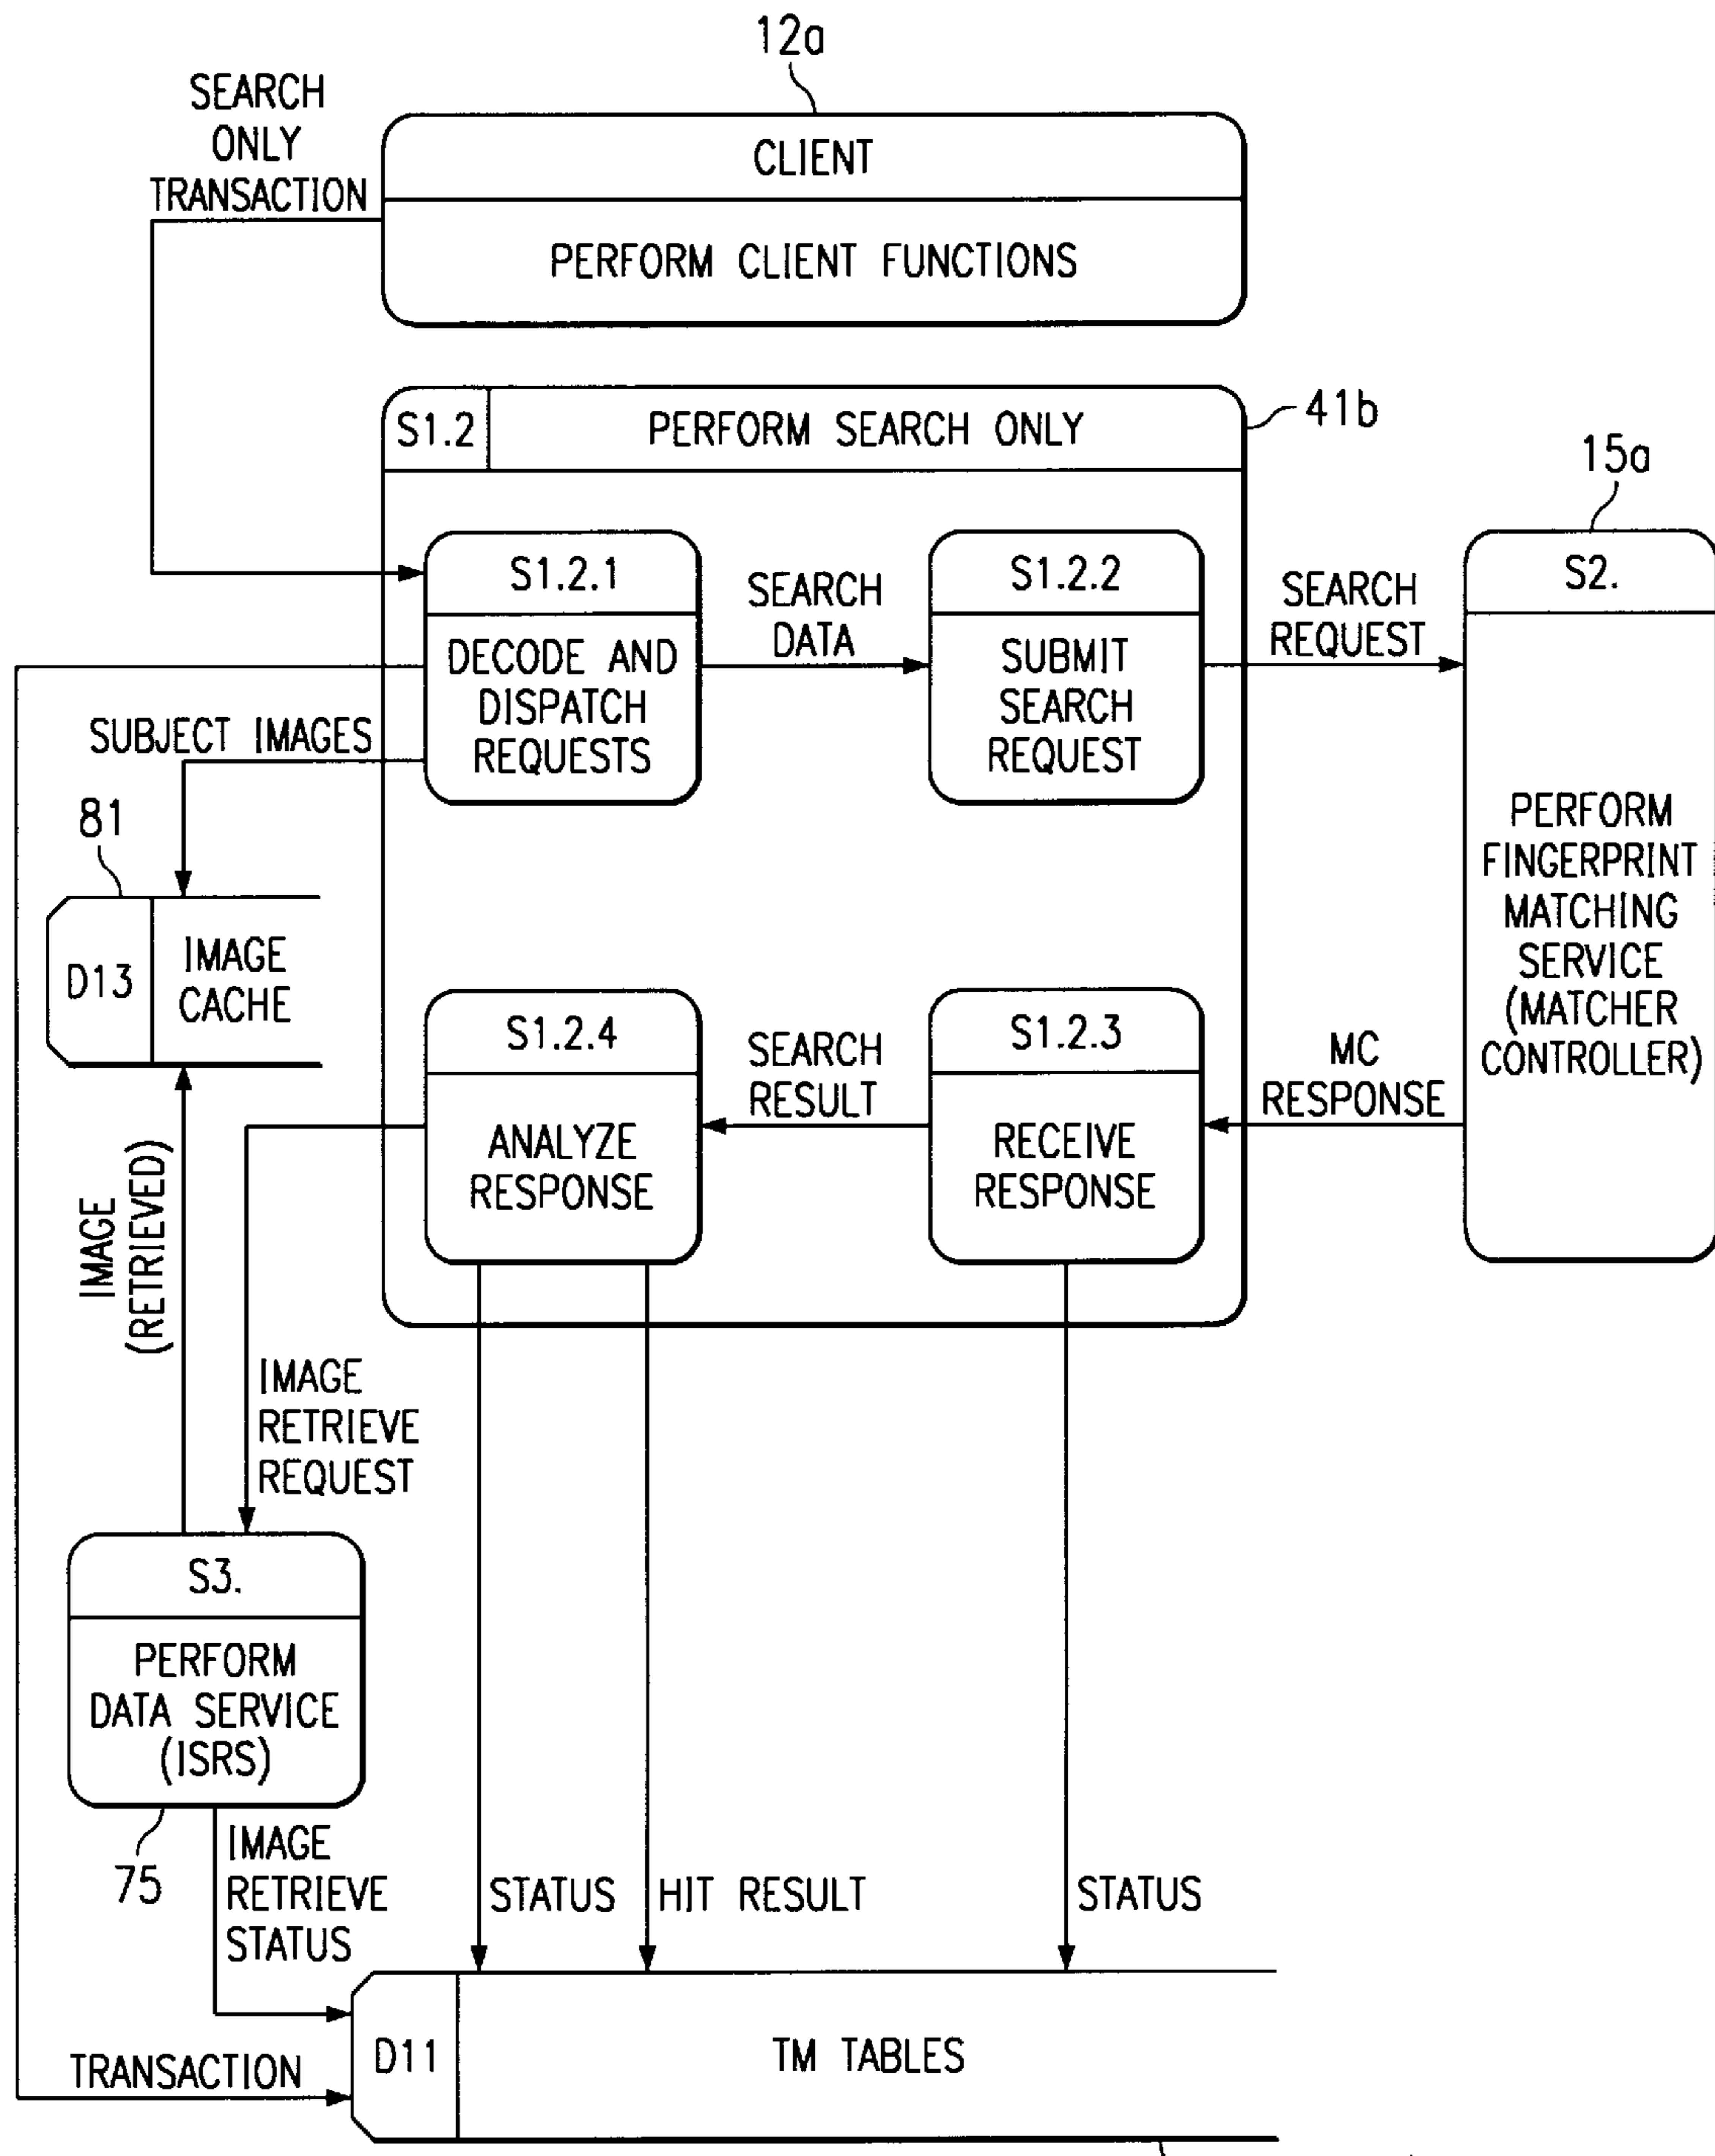 12a
SEARCH
ONLY
TRANSACTION
CLIENT
PERFORM CLIENT FUNCTIONS
S1.2
PERFORM SEARCH ONLY
41b
15a
S1.2.1
DECODE AND
DISPATCH
REQUESTS
SEARCH
DATA
S1.2.2
SUBMIT
SEARCH
REQUEST
SEARCH
REQUEST
S2.
PERFORM
FINGERPRINT
MATCHING
SERVICE
(MATCHER
CONTROLLER)
SUBJECT IMAGES
81
D13
IMAGE
CACHE
S1.2.4
ANALYZE
RESPONSE
SEARCH
RESULT
S1.2.3
RECEIVE
RESPONSE
MC
RESPONSE
IMAGE
(RETRIEVED)
IMAGE
RETRIEVE
REQUEST
S3.
PERFORM
DATA SERVICE
(ISRS)
75
IMAGE
RETRIEVE
STATUS
STATUS
HIT RESULT
STATUS
TRANSACTION
D11
TM TABLES